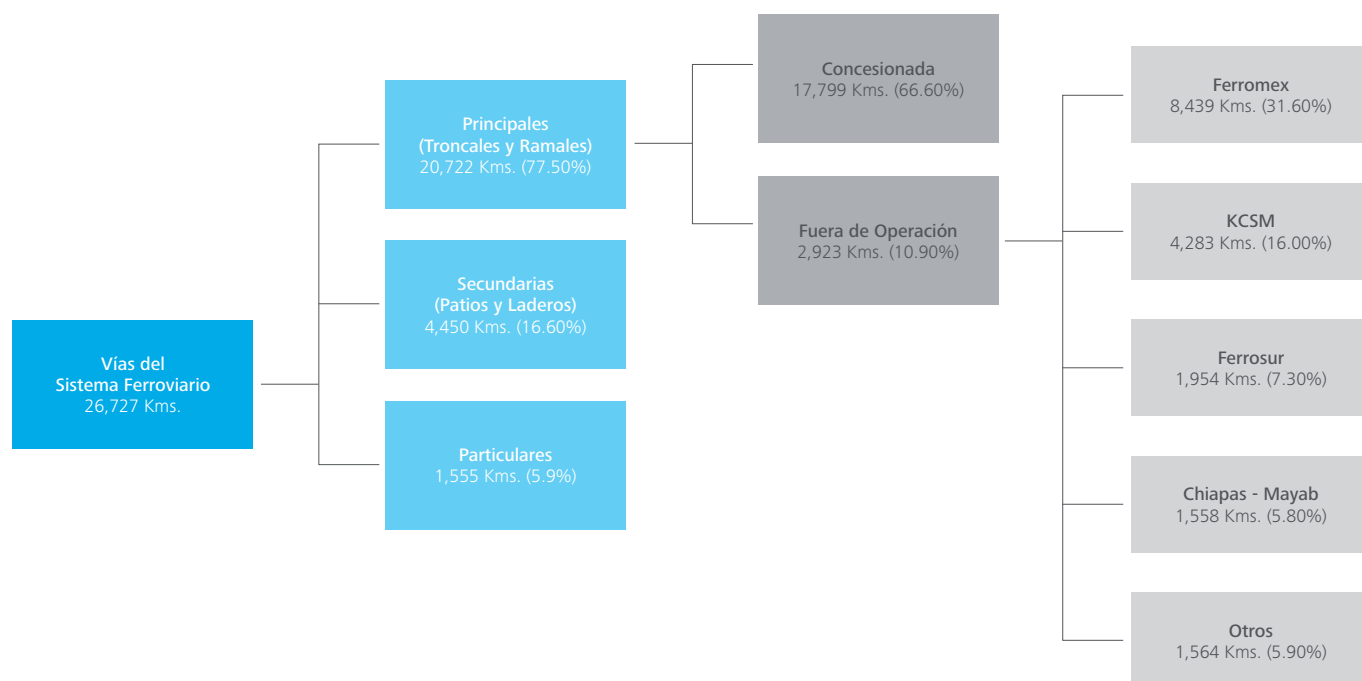 Vías del
Sistema Ferroviario
26,727 Kms.
Principales
(Troncales y Ramales)
20,722 Kms. (77.50%)
Secundarias
(Patios y Laderos)
4,450 Kms. (16.60%)
Particulares
1,555 Kms. (5.9%)
Concesionada
17,799 Kms. (66.60%)
Fuera de Operación
2,923 Kms. (10.90%)
Ferromex
8,439 Kms. (31.60%)
KCSM
4,283 Kms. (16.00%)
Ferrosur
1,954 Kms. (7.30%)
Chiapas - Mayab
1,558 Kms. (5.80%)
Otros
1,564 Kms. (5.90%)